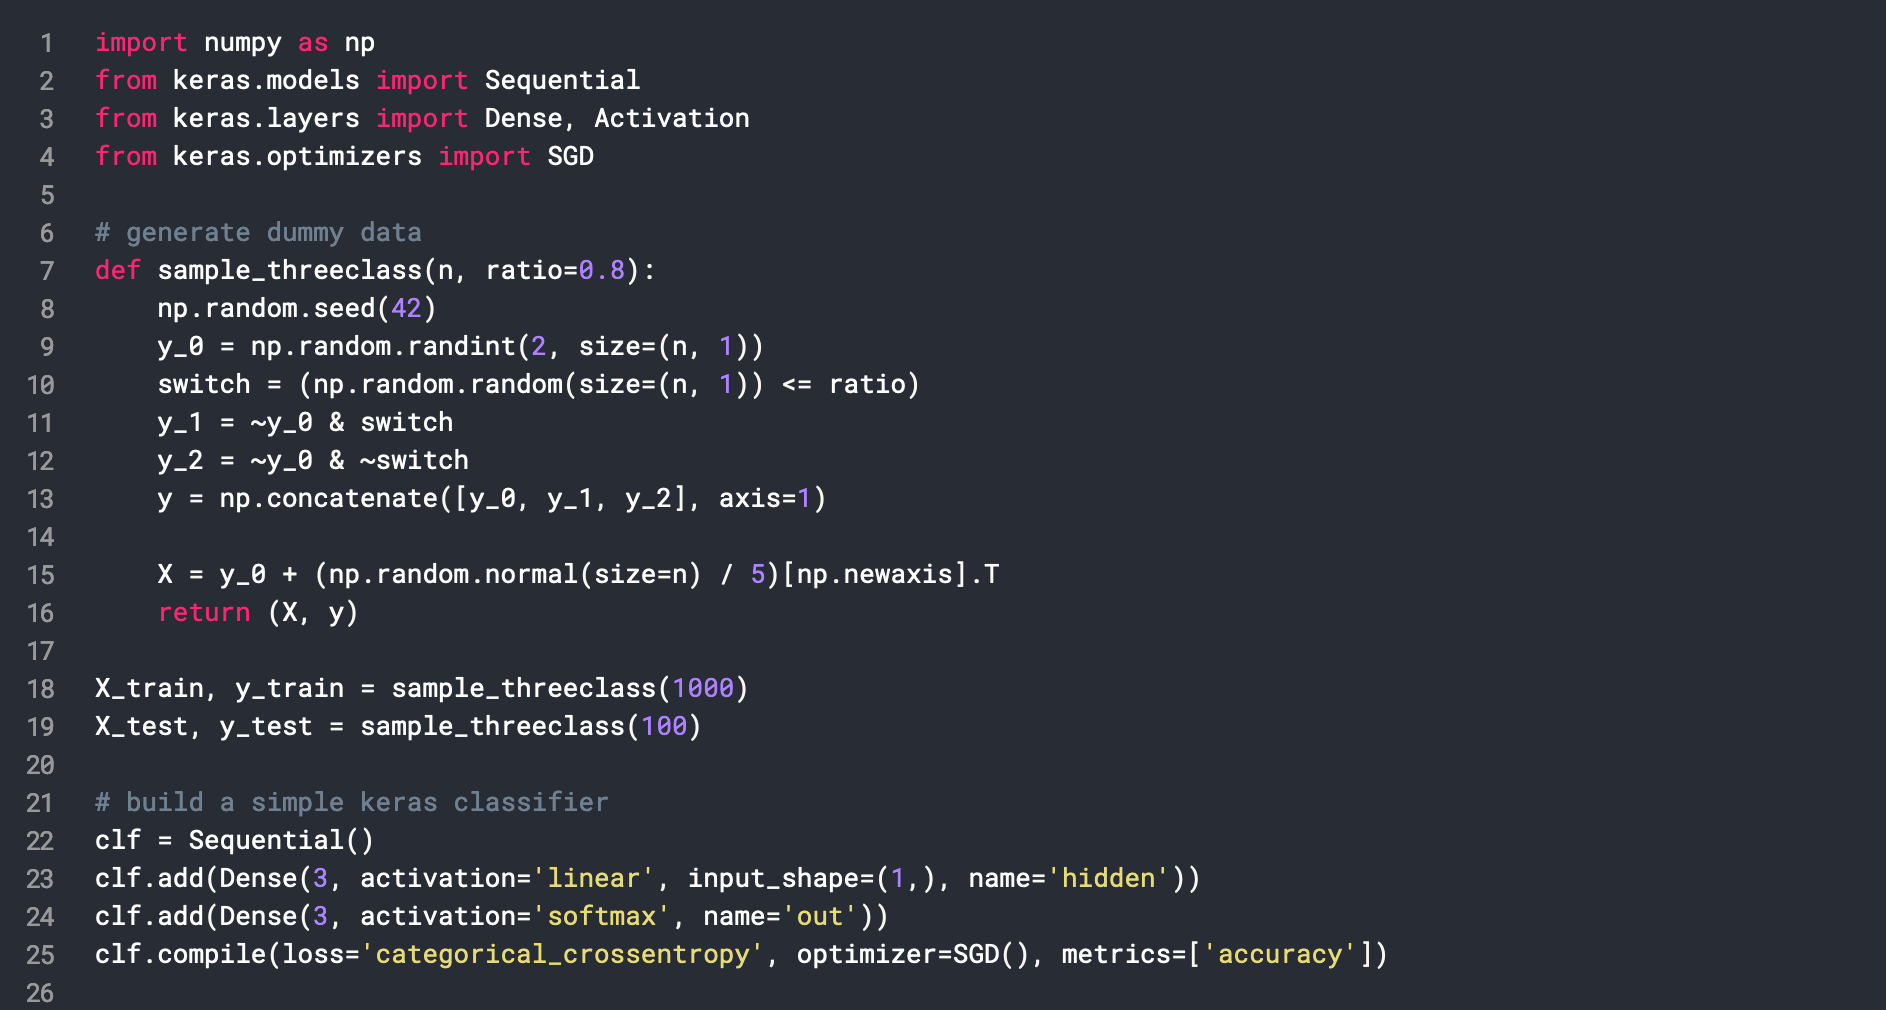 1 import numpy as np
2 from keras.models import Sequential
3 from keras.layers import Dense, Activation
4 from keras.optimizers import SGD
5
6 # generate dummy data
7 def sample_threeclass(n, ratio=0.8):
8     np.random.seed(42)
9     y_0 = np.random.randint(2, size=(n, 1))
10     switch = (np.random.random(size=(n, 1)) <= ratio)
11     y_1 = ~y_0 & switch
12     y_2 = ~y_0 & ~switch
13     y = np.concatenate([y_0, y_1, y_2], axis=1)
14
15     X = y_0 + (np.random.normal(size=n) / 5)[np.newaxis].T
16     return (X, y)
17
18 X_train, y_train = sample_threeclass(1000)
19 X_test, y_test = sample_threeclass(100)
20
21 # build a simple keras classifier
22 clf = Sequential()
23 clf.add(Dense(3, activation='linear', input_shape=(1,), name='hidden'))
24 clf.add(Dense(3, activation='softmax', name='out'))
25 clf.compile(loss='categorical_crossentropy', optimizer=SGD(), metrics=['accuracy'])
26